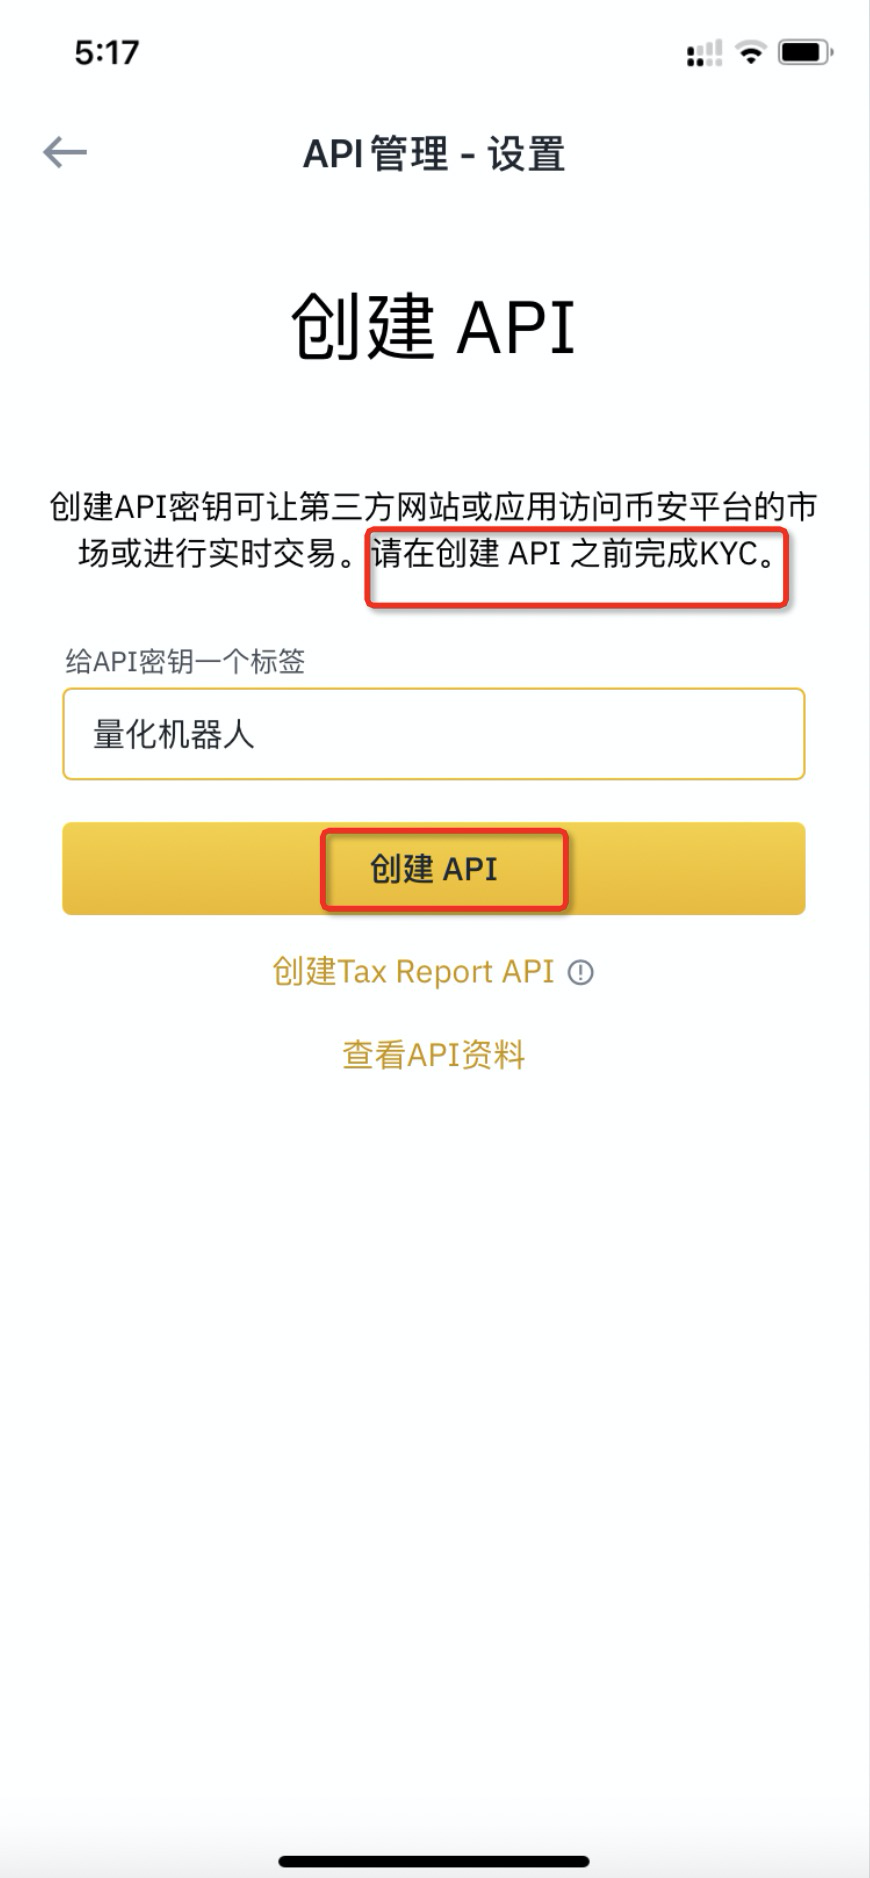 5:17
API管理 - 设置
创建 API
创建API密钥可让第三方网站或应用访问币安平台的市
场或进行实时交易。请在创建 API 之前完成KYC。
给API密钥一个标签
量化机器人
创建 API
创建Tax Report API
查看API资料